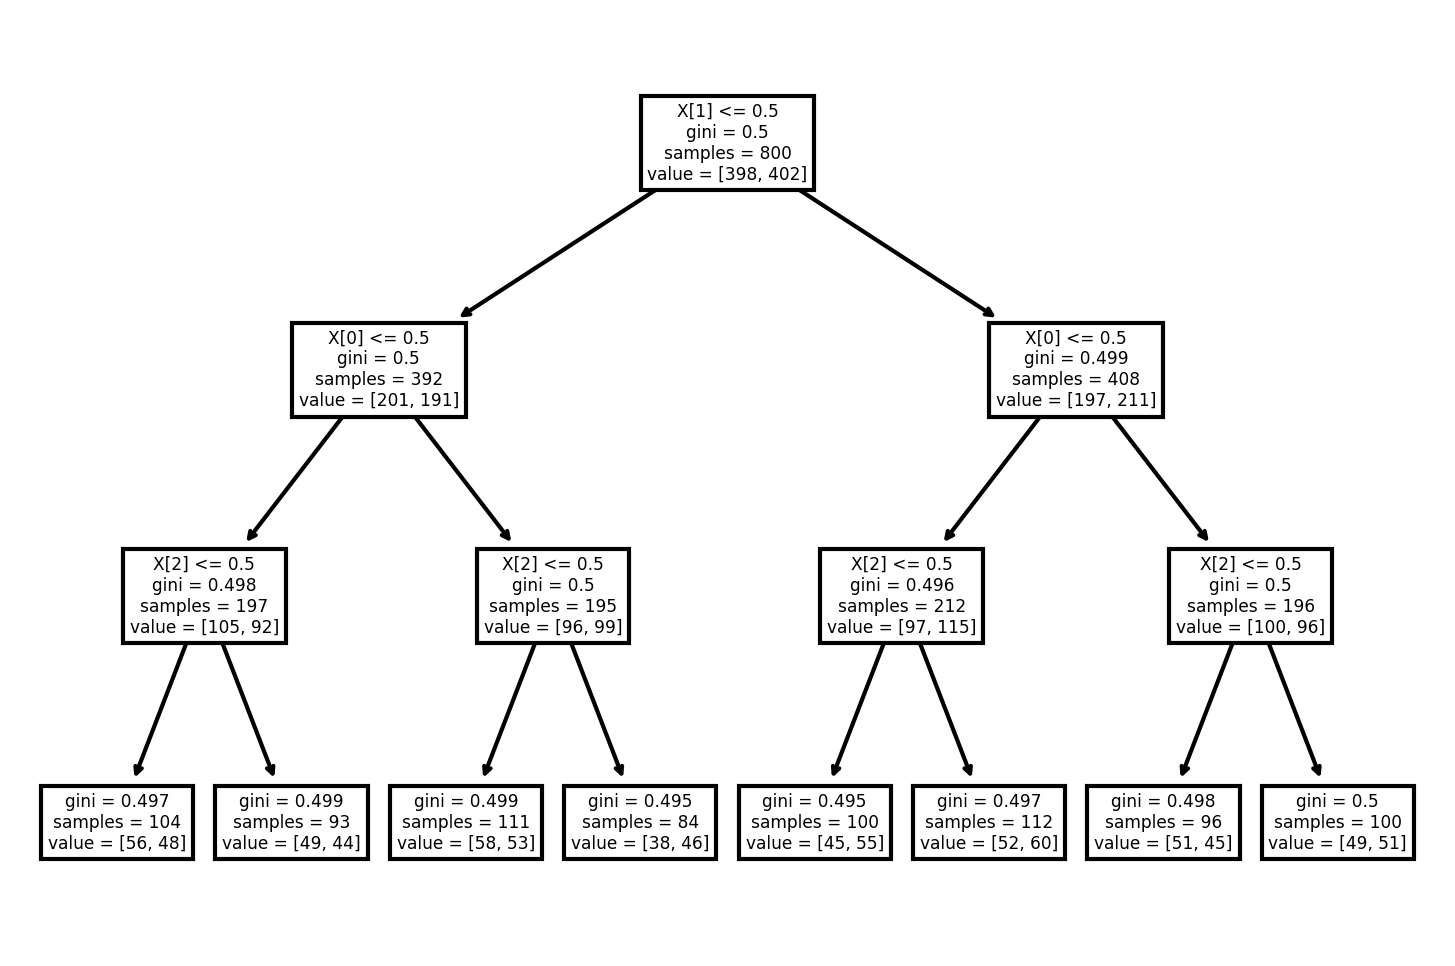 X[1] <= 0.5
gini = 0.5
samples = 800
value = [398, 402]
X[0] <= 0.5
gini = 0.5
samples = 392
value = [201, 191]
X[0] <= 0.5
gini = 0.499
samples = 408
value = [197, 211]
X[2] <= 0.5
gini = 0.498
samples = 197
value = [105, 92]
X[2] <= 0.5
gini = 0.5
samples = 195
value = [96, 99]
X[2] <= 0.5
gini = 0.496
samples = 212
value = [97, 115]
X[2] <= 0.5
gini = 0.5
samples = 196
value = [100, 96]
gini = 0.497
samples = 104
value = [56, 48]
gini = 0.499
samples = 93
value = [49, 44]
gini = 0.499
samples = 111
value = [58, 53]
gini = 0.495
samples = 84
value = [38, 46]
gini = 0.495
samples = 100
value = [45, 55]
gini = 0.497
samples = 112
value = [52, 60]
gini = 0.498
samples = 96
value = [51, 45]
gini = 0.5
samples = 100
value = [49, 51]